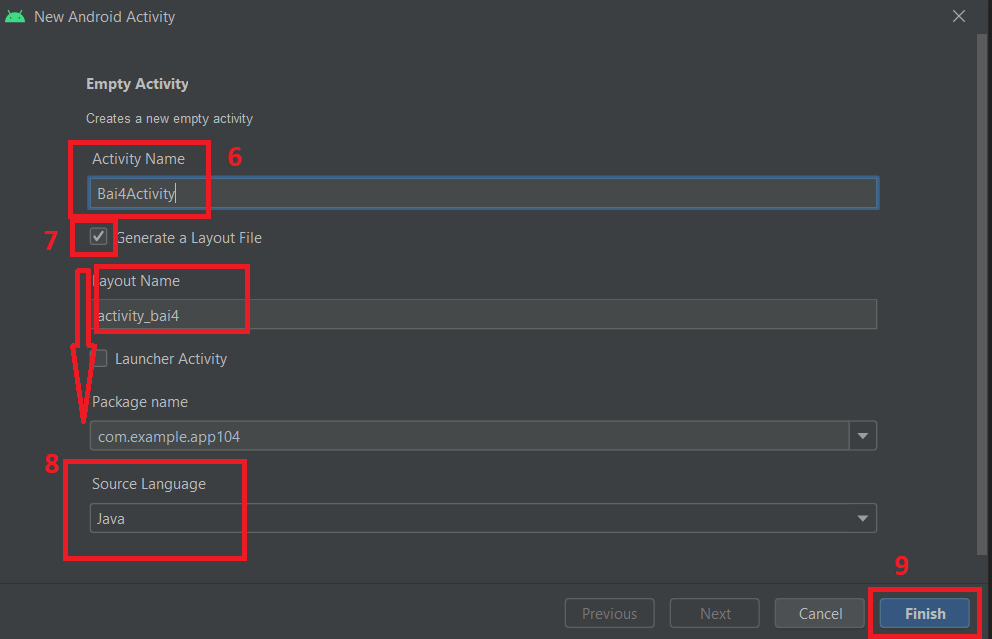 New Android Activity
Empty Activity
Creates a new empty activity
Activity Name 6
Bai4Activity
7 Generate a Layout File
Layout Name
activity_bai4
Launcher Activity
Package name
com.example.app104
8
Source Language
Java
9
Previous Next Cancel Finish